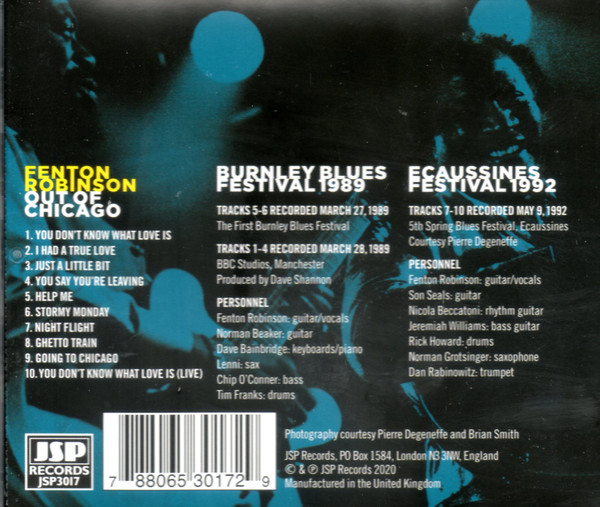 FENTON
ROBINSON
OUT OF
CHICAGO
1. YOU DON'T KNOW WHAT LOVE IS
2. I HAD A TRUE LOVE
3. JUST A LITTLE BIT
4. YOU SAY YOU'RE LEAVING
5. HELP ME
6. STORMY MONDAY
7. NIGHT FLIGHT
8. GHETTO TRAIN
9. GOING TO CHICAGO
10. YOU DON'T KNOW WHAT LOVE IS (LIVE)
BURNLEY BLUES
FESTIVAL 1989
TRACKS 5-6 RECORDED MARCH 27, 1989
The First Burnley Blues Festival
TRACKS 1-4 RECORDED MARCH 28, 1989
BBC Studios, Manchester
Produced by Dave Shannon
PERSONNEL
Fenton Robinson: guitar/vocals
Norman Beaker: guitar
Dave Bainbridge: keyboards/piano
Lenni: sax
Chip O'Conner: bass
Tim Franks: drums
ECAUSSINES
FESTIVAL 1992
TRACKS 7-10 RECORDED MAY 9, 1992
5th Spring Blues Festival, Ecaussines
Courtesy Pierre Degeneffe
PERSONNEL
Fenton Robinson: guitar/vocals
Son Seals: guitar
Nicola Beccatoni: rhythm guitar
Jeremiah Williams: bass guitar
Rick Howard: drums
Norman Grotsinger: saxophone
Dan Rabinowitz: trumpet
JSP
RECORDS
JSP3017
7 88065 30172 9
Photography courtesy Pierre Degeneffe and Brian Smith
JSP Records, PO Box 1584, London N3 3NW, England
© & ℗ JSP Records 2020
Manufactured in the United Kingdom